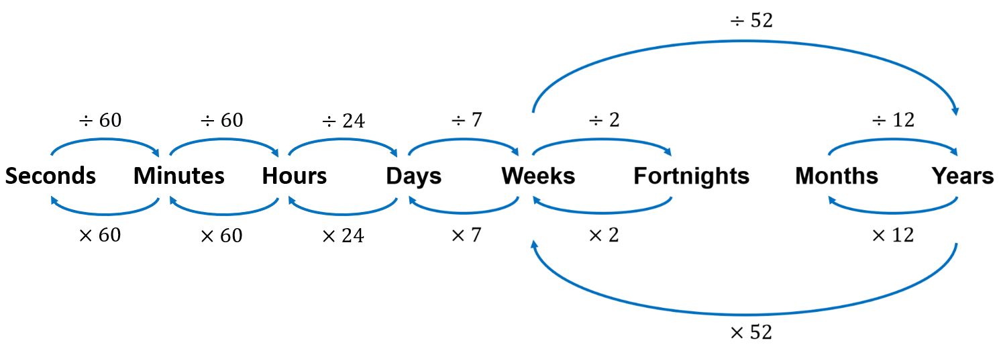 ÷ 52
÷ 60 ÷ 60 ÷ 24 ÷ 7 ÷ 2 ÷ 12
Seconds Minutes Hours Days Weeks Fortnights Months Years
× 60 × 60 × 24 × 7 × 2 × 12
× 52